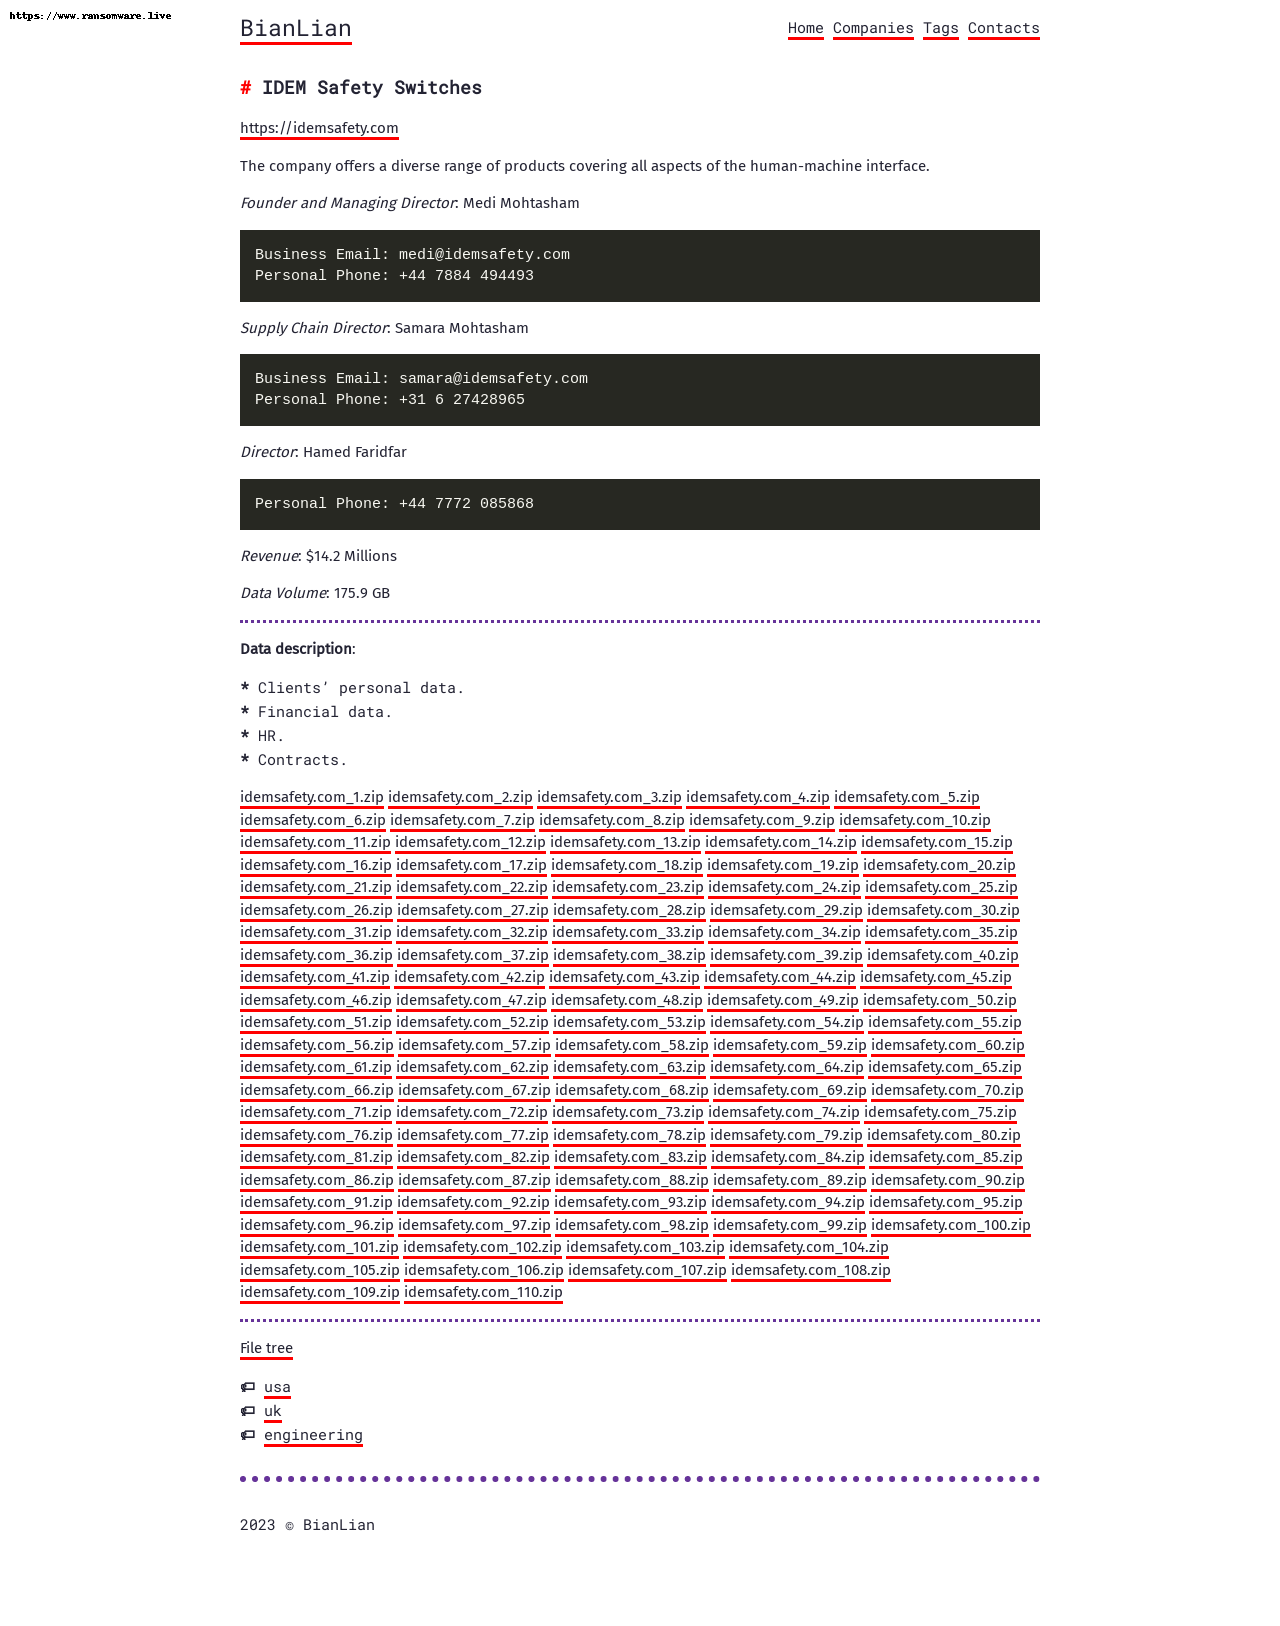 https://www.ransomware.live
BianLian
Home Companies Tags Contacts
# IDEM Safety Switches
https://idemsafety.com
The company offers a diverse range of products covering all aspects of the human-machine interface.
Founder and Managing Director: Medi Mohtasham
Business Email: medi@idemsafety.com
Personal Phone: +44 7884 494493
Supply Chain Director: Samara Mohtasham
Business Email: samara@idemsafety.com
Personal Phone: +31 6 27428965
Director: Hamed Faridfar
Personal Phone: +44 7772 085868
Revenue: $14.2 Millions
Data Volume: 175.9 GB
Data description:
* Clients’ personal data.
* Financial data.
* HR.
* Contracts.
idemsafety.com_1.zip idemsafety.com_2.zip idemsafety.com_3.zip idemsafety.com_4.zip idemsafety.com_5.zip
idemsafety.com_6.zip idemsafety.com_7.zip idemsafety.com_8.zip idemsafety.com_9.zip idemsafety.com_10.zip
idemsafety.com_11.zip idemsafety.com_12.zip idemsafety.com_13.zip idemsafety.com_14.zip idemsafety.com_15.zip
idemsafety.com_16.zip idemsafety.com_17.zip idemsafety.com_18.zip idemsafety.com_19.zip idemsafety.com_20.zip
idemsafety.com_21.zip idemsafety.com_22.zip idemsafety.com_23.zip idemsafety.com_24.zip idemsafety.com_25.zip
idemsafety.com_26.zip idemsafety.com_27.zip idemsafety.com_28.zip idemsafety.com_29.zip idemsafety.com_30.zip
idemsafety.com_31.zip idemsafety.com_32.zip idemsafety.com_33.zip idemsafety.com_34.zip idemsafety.com_35.zip
idemsafety.com_36.zip idemsafety.com_37.zip idemsafety.com_38.zip idemsafety.com_39.zip idemsafety.com_40.zip
idemsafety.com_41.zip idemsafety.com_42.zip idemsafety.com_43.zip idemsafety.com_44.zip idemsafety.com_45.zip
idemsafety.com_46.zip idemsafety.com_47.zip idemsafety.com_48.zip idemsafety.com_49.zip idemsafety.com_50.zip
idemsafety.com_51.zip idemsafety.com_52.zip idemsafety.com_53.zip idemsafety.com_54.zip idemsafety.com_55.zip
idemsafety.com_56.zip idemsafety.com_57.zip idemsafety.com_58.zip idemsafety.com_59.zip idemsafety.com_60.zip
idemsafety.com_61.zip idemsafety.com_62.zip idemsafety.com_63.zip idemsafety.com_64.zip idemsafety.com_65.zip
idemsafety.com_66.zip idemsafety.com_67.zip idemsafety.com_68.zip idemsafety.com_69.zip idemsafety.com_70.zip
idemsafety.com_71.zip idemsafety.com_72.zip idemsafety.com_73.zip idemsafety.com_74.zip idemsafety.com_75.zip
idemsafety.com_76.zip idemsafety.com_77.zip idemsafety.com_78.zip idemsafety.com_79.zip idemsafety.com_80.zip
idemsafety.com_81.zip idemsafety.com_82.zip idemsafety.com_83.zip idemsafety.com_84.zip idemsafety.com_85.zip
idemsafety.com_86.zip idemsafety.com_87.zip idemsafety.com_88.zip idemsafety.com_89.zip idemsafety.com_90.zip
idemsafety.com_91.zip idemsafety.com_92.zip idemsafety.com_93.zip idemsafety.com_94.zip idemsafety.com_95.zip
idemsafety.com_96.zip idemsafety.com_97.zip idemsafety.com_98.zip idemsafety.com_99.zip idemsafety.com_100.zip
idemsafety.com_101.zip idemsafety.com_102.zip idemsafety.com_103.zip idemsafety.com_104.zip
idemsafety.com_105.zip idemsafety.com_106.zip idemsafety.com_107.zip idemsafety.com_108.zip
idemsafety.com_109.zip idemsafety.com_110.zip
File tree
usa
uk
engineering
2023 © BianLian